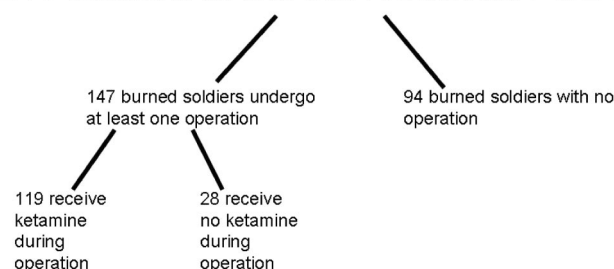 147 burned soldiers undergo
at least one operation
94 burned soldiers with no
operation
119 receive
ketamine
during
operation
28 receive
no ketamine
during
operation